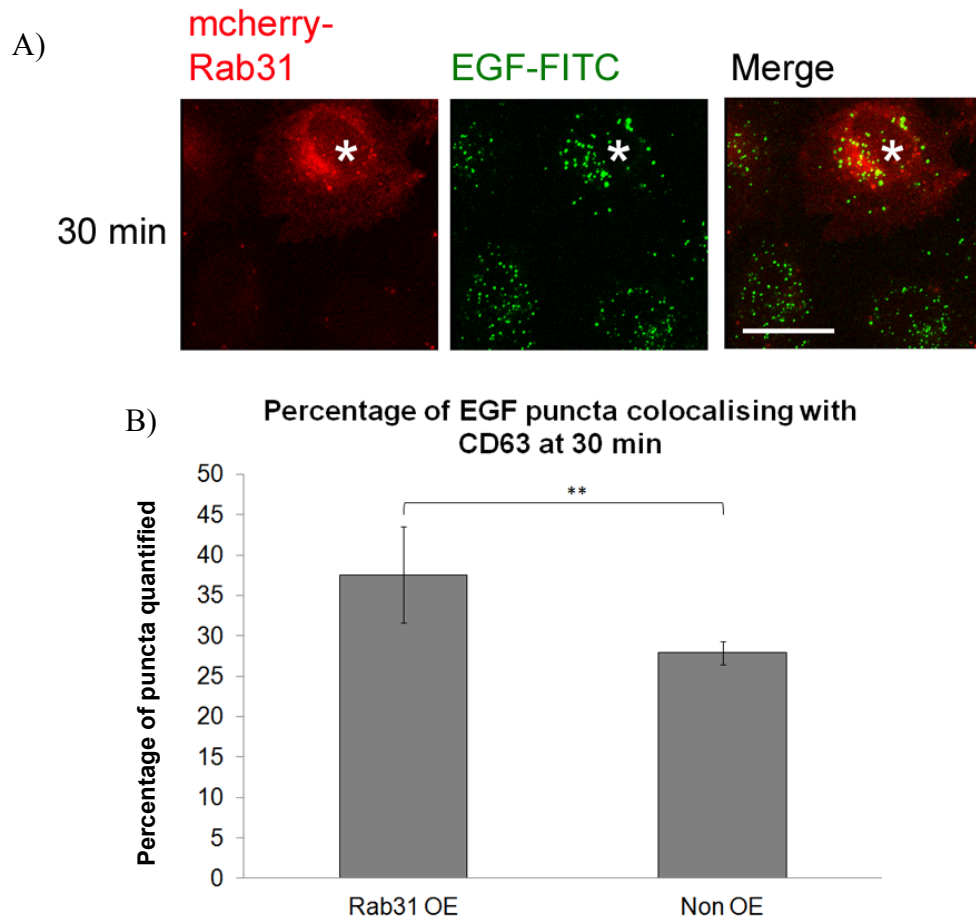 A)
mcherry-
Rab31
EGF-FITC
Merge
*
*
*
30 min
B)
Percentage of EGF puncta colocalising with
CD63 at 30 min
Percentage of puncta quantified
50
45
40
35
30
25
20
15
10
5
0
**
Rab31 OE
Non OE